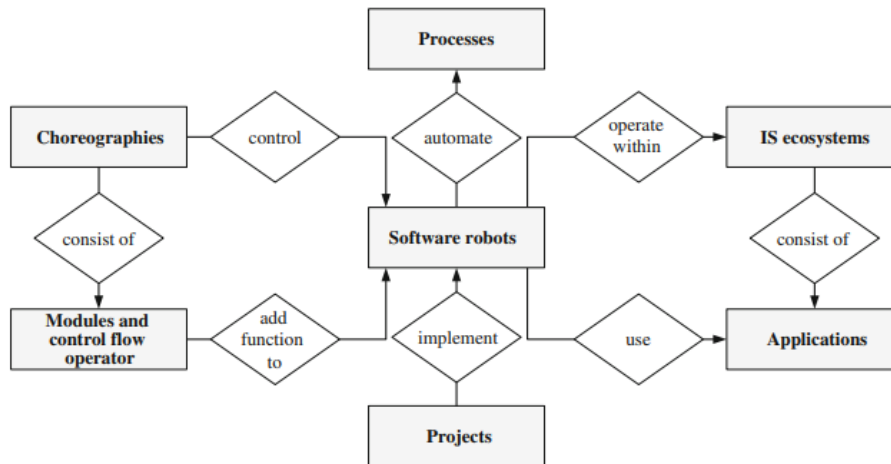 Processes
Choreographies
control
automate
operate
within
IS ecosystems
consist of
Software robots
consist of
Modules and
control flow
operator
add
function
to
implement
use
Applications
Projects